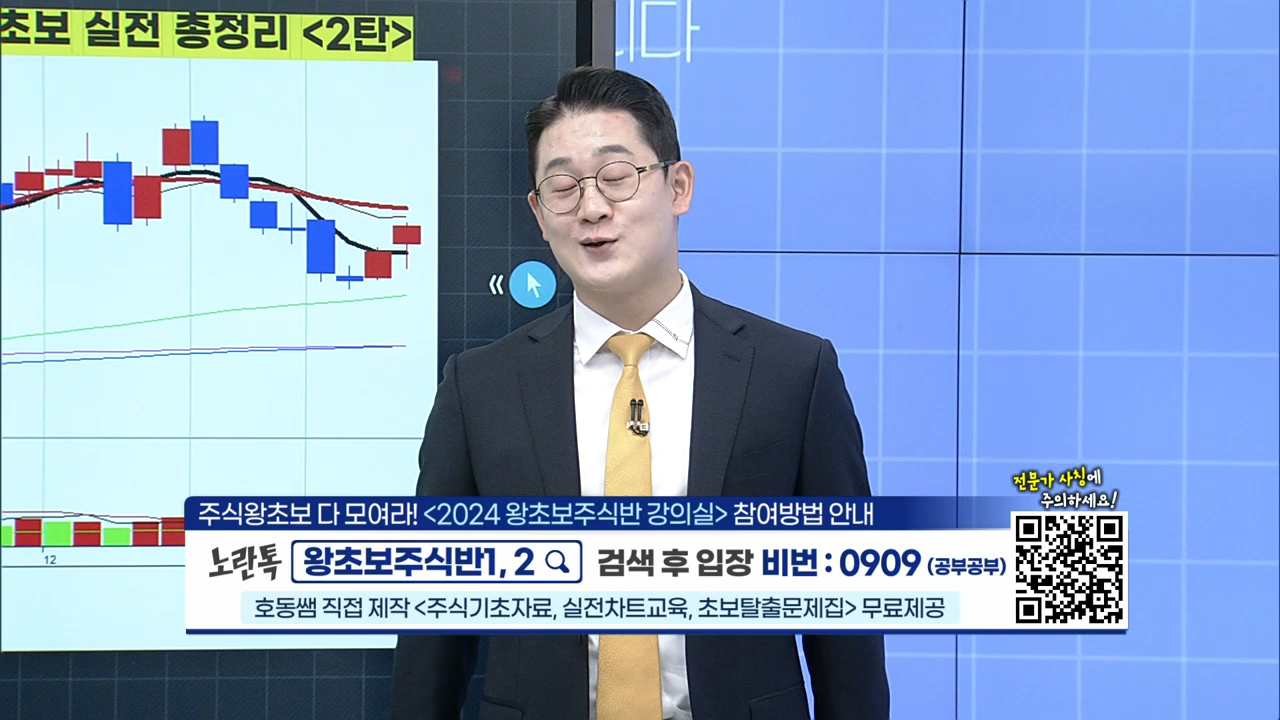 초보 실전 총정리 <2탄>
니다
전문가 사칭에
주의하세요!
주식왕초보 다 모여라! <2024 왕초보주식반 강의실> 참여방법 안내
노란톡 왕초보주식반1, 2 검색 후 입장 비번 : 0909 (공부공부)
호동쌤 직접 제작 <주식기초자료, 실전차트교육, 초보탈출문제집> 무료제공
12